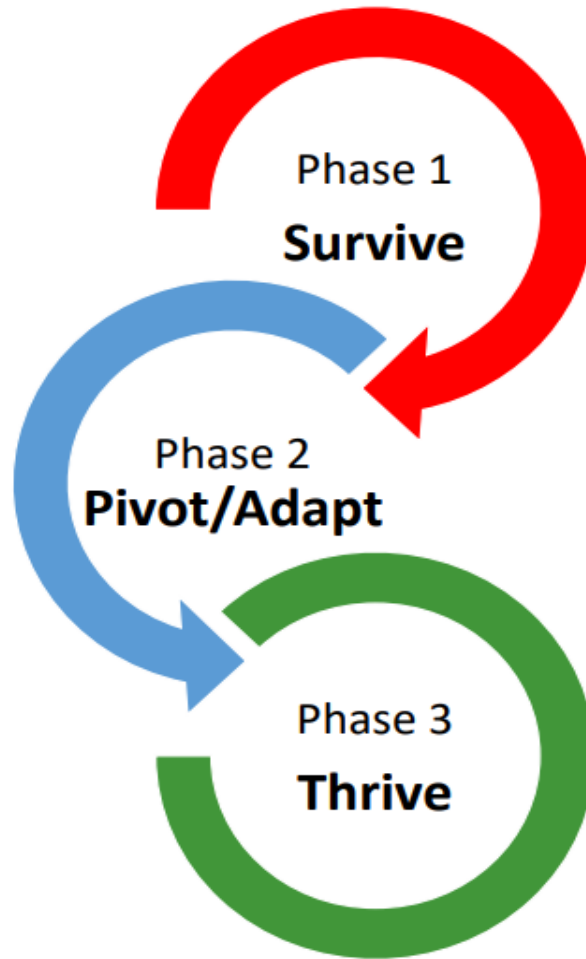 Phase 1
Survive
Phase 2
Pivot/Adapt
Phase 3
Thrive